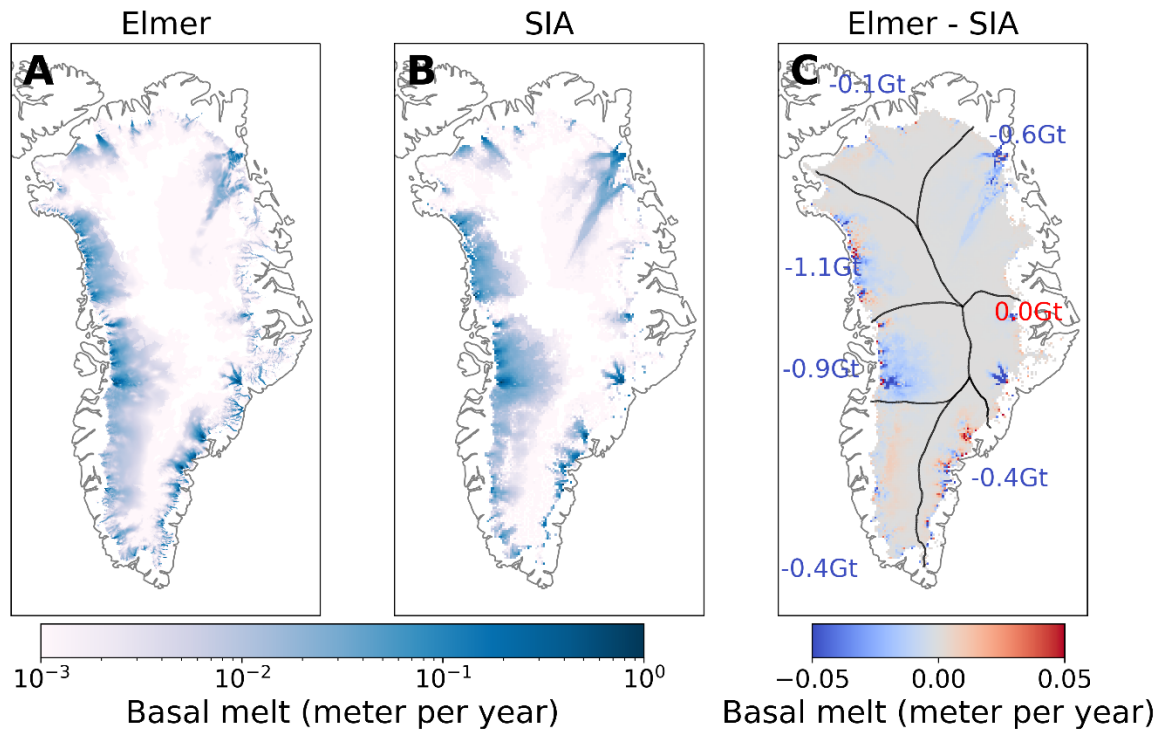 Elmer
SIA
Elmer - SIA
A
B
C
-0.1Gt
-0.6Gt
-1.1Gt
0.0Gt
-0.9Gt
-0.4Gt
-0.4Gt
10⁻³
10⁻²
10⁻¹
10⁰
−0.05
0.00
0.05
Basal melt (meter per year)
Basal melt (meter per year)